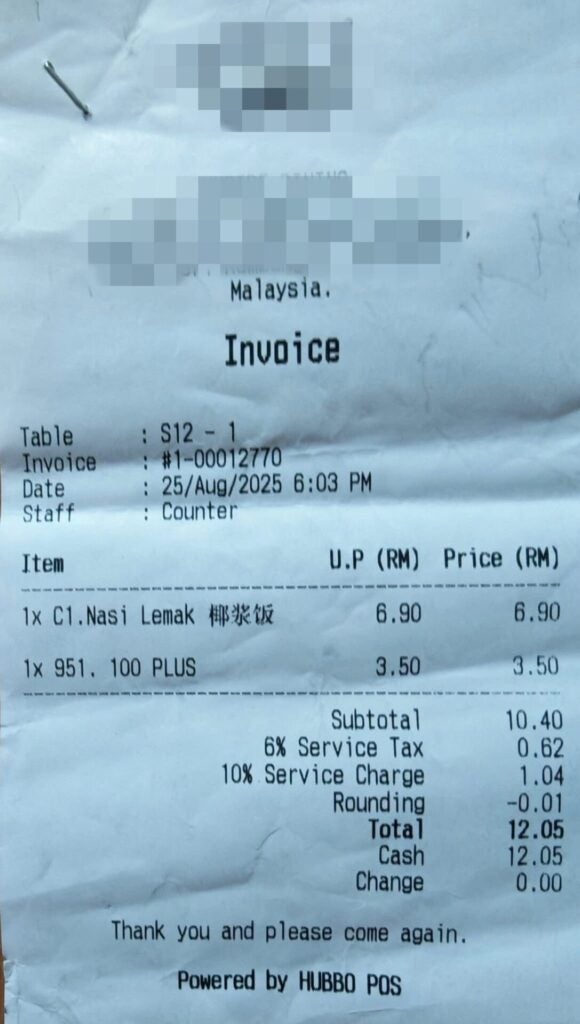 Malaysia.
Invoice
Table : S12 - 1
Invoice : #1-00012770
Date : 25/Aug/2025 6:03 PM
Staff : Counter
Item U.P (RM) Price (RM)
1x C1.Nasi Lemak 椰浆饭 6.90 6.90
1x 951. 100 PLUS 3.50 3.50
Subtotal 10.40
6% Service Tax 0.62
10% Service Charge 1.04
Rounding -0.01
Total 12.05
Cash 12.05
Change 0.00
Thank you and please come again.
Powered by HUBBO POS